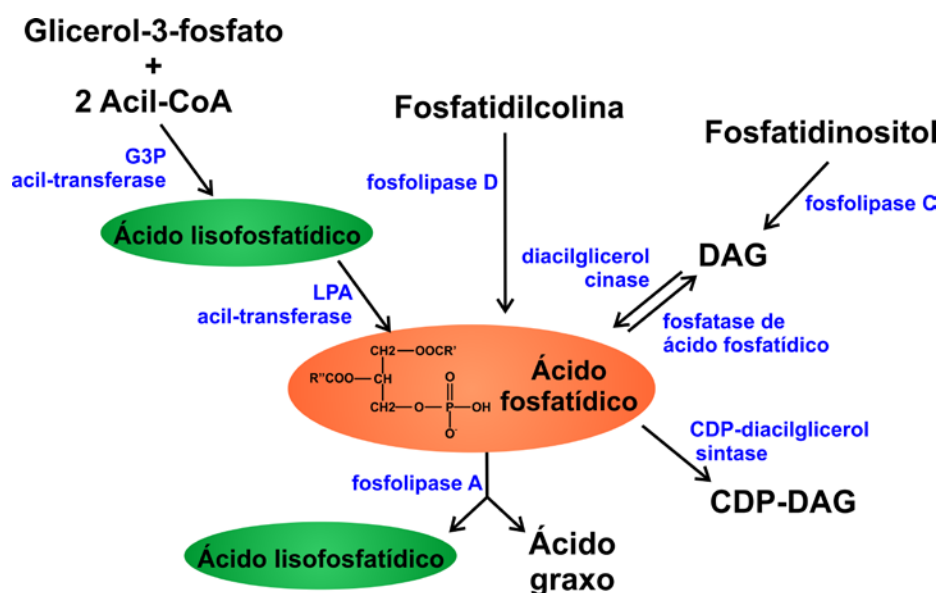 Glicerol-3-fosfato
+
2 Acil-CoA
G3P
acil-transferase
Ácido lisofosfatídico
LPA
acil-transferase
Fosfatidilcolina
fosfolipase D
Fosfatidinositol
fosfolipase C
DAG
diacilglicerol
cinase
fosfatase de
ácido fosfatídico
CH2—OOCR'
R''COO—CH
CH2—O—P—OH
O
O-
Ácido
fosfatídico
CDP-diacilglicerol
sintase
CDP-DAG
fosfolipase A
Ácido lisofosfatídico
Ácido
graxo